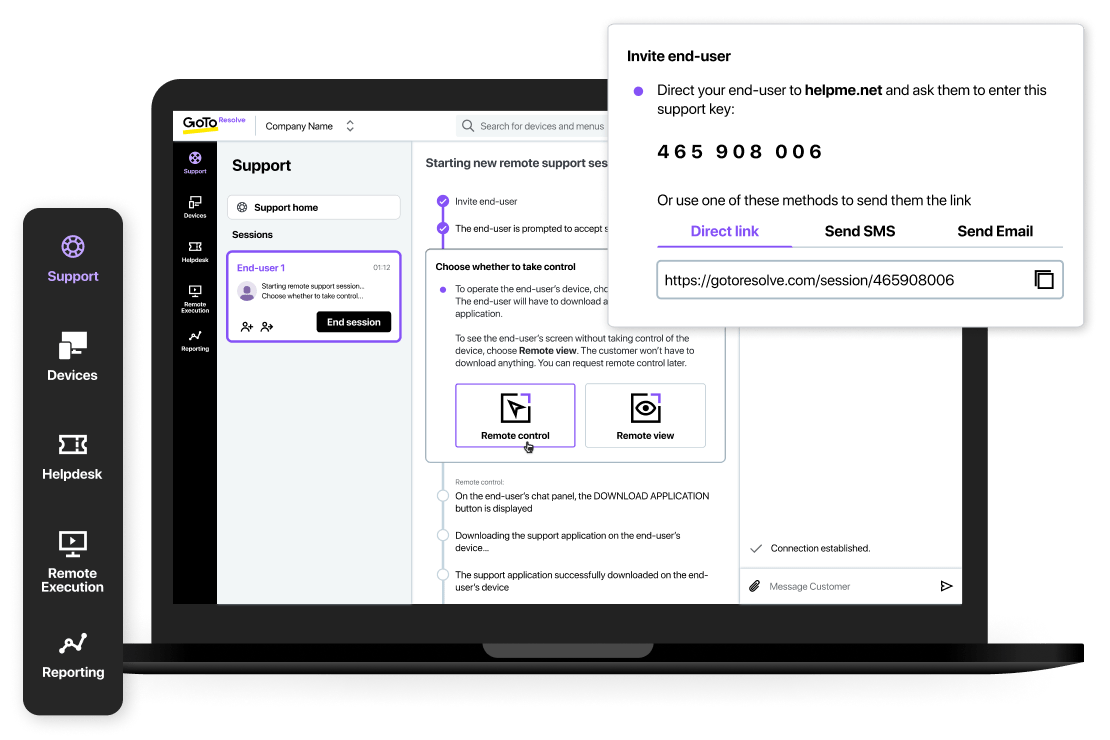 Invite end-user
Direct your end-user to helpme.net and ask them to enter this
support key:
465 908 006
Or use one of these methods to send them the link
Direct link
Send SMS
Send Email
https://gotoresolve.com/session/465908006
GoTo Resolve
Company Name
Search for devices and menus
Support
Devices
Helpdesk
Remote
Execution
Reporting
Support
Support home
Sessions
End-user 1
01:12
Starting remote support session...
Choose whether to take control...
End session
Starting new remote support ses
Invite end-user
The end-user is prompted to accept s
Choose whether to take control
To operate the end-user's device, cho
The end-user will have to download a
application.
To see the end-user's screen without taking control of the
device, choose Remote view. The customer won't have to
download anything. You can request remote control later.
Remote control
Remote view
Remote control:
On the end-user's chat panel, the DOWNLOAD APPLICATION
button is displayed
Downloading the support application on the end-user's
device...
The support application successfully downloaded on the end-
user's device
Connection established.
Message Customer
Support
Devices
Helpdesk
Remote
Execution
Reporting